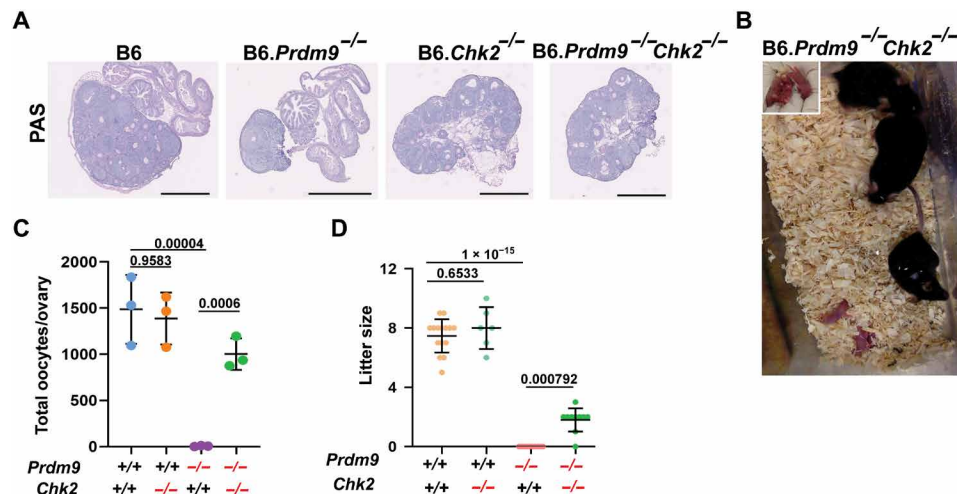 A
B6
B6.Prdm9−/−
B6.Chk2−/−
B6.Prdm9−/−Chk2−/−
PAS
B
B6.Prdm9−/−Chk2−/−
C
0.00004
0.9583
0.0006
2000
1500
1000
500
0
Total oocytes/ovary
Prdm9 +/+ +/+ −/− −/−
Chk2 +/+ −/− +/+ −/−
D
1 × 10−15
0.6533
0.000792
12
8
4
0
Litter size
Prdm9 +/+ +/+ −/− −/−
Chk2 +/+ −/− +/+ −/−